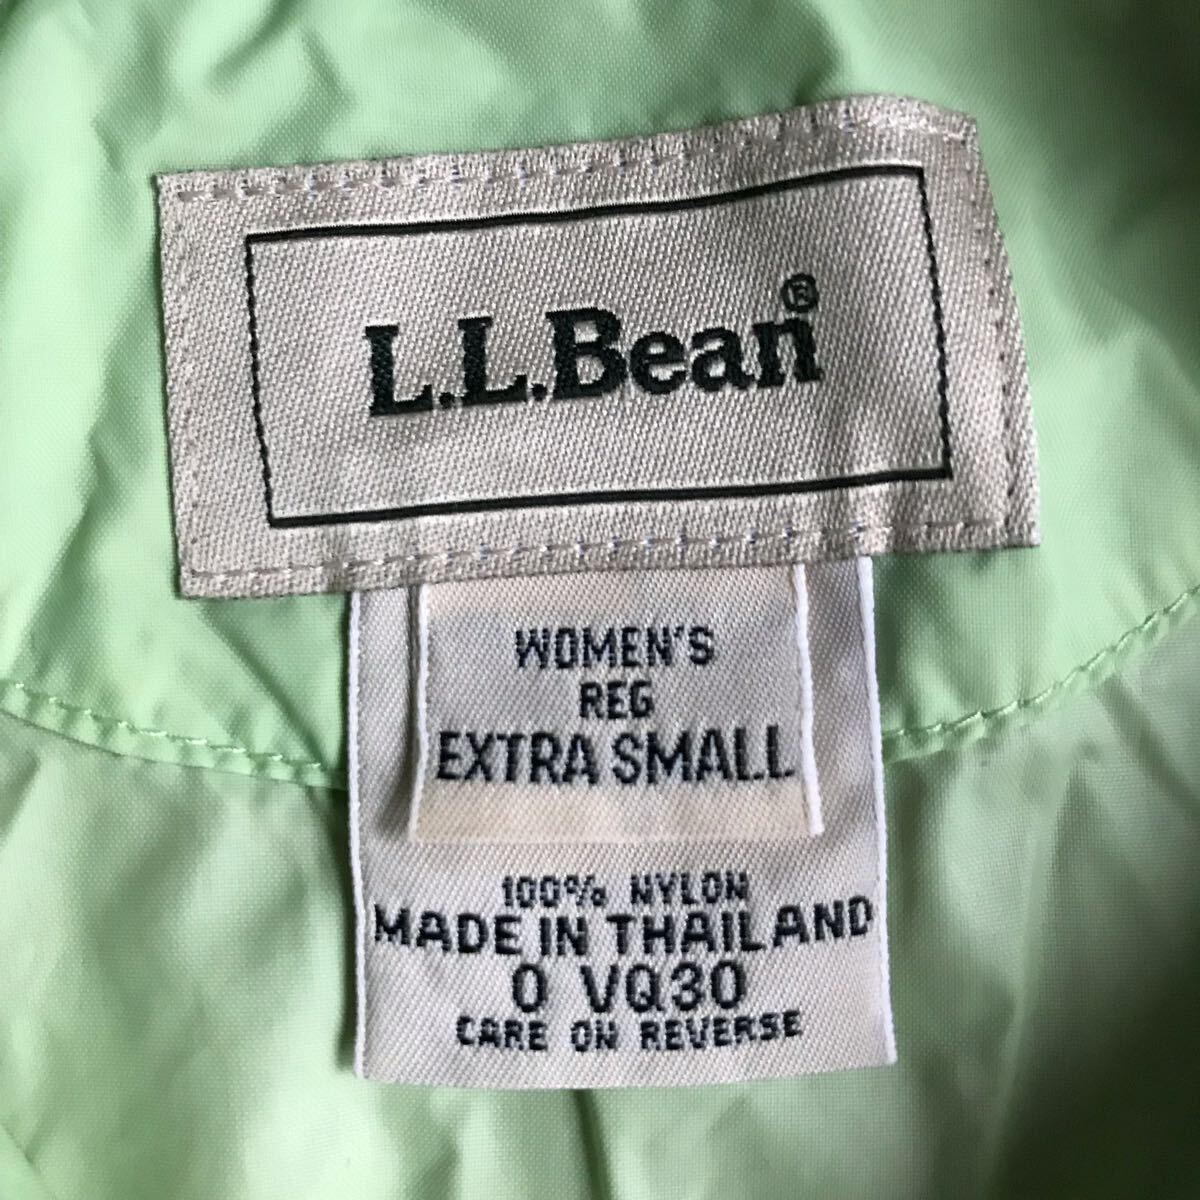 L.L.Bean®
WOMEN'S
REG
EXTRA SMALL
100% NYLON
MADE IN THAILAND
0 VQ30
CARE ON REVERSE